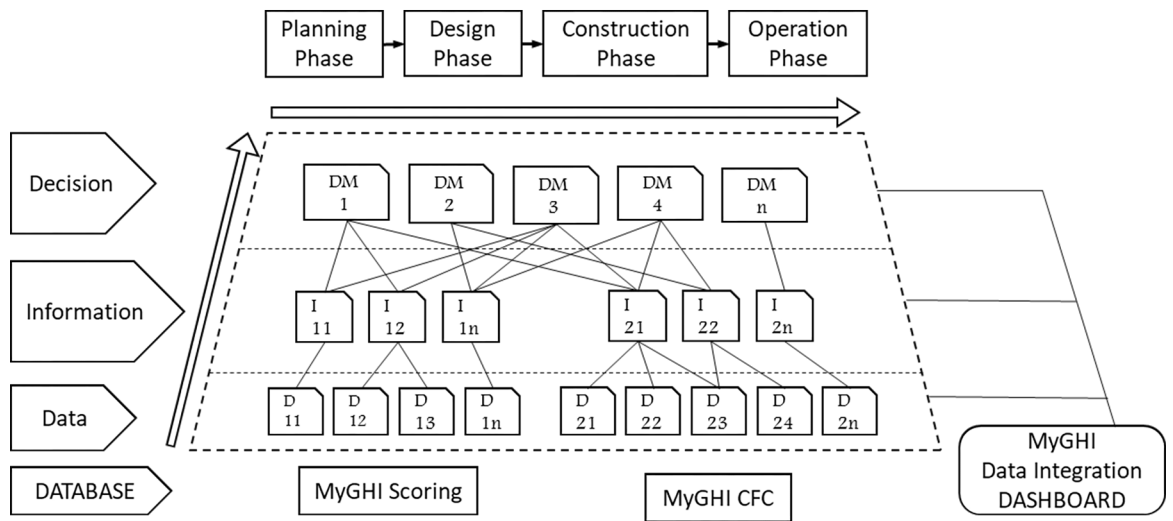 Planning
Phase
Design
Phase
Construction
Phase
Operation
Phase
Decision
DM
1
DM
2
DM
3
DM
4
DM
n
Information
I
11
I
12
I
1n
I
21
I
22
I
2n
Data
D
11
D
12
D
13
D
1n
D
21
D
22
D
23
D
24
D
2n
DATABASE
MyGHI Scoring
MyGHI CFC
MyGHI
Data Integration
DASHBOARD